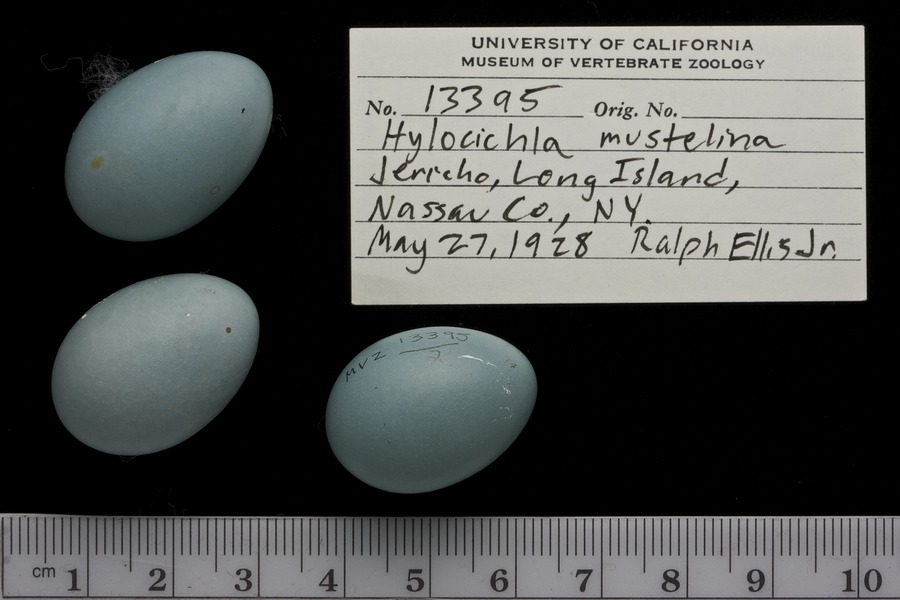 UNIVERSITY OF CALIFORNIA
MUSEUM OF VERTEBRATE ZOOLOGY
No. 13395 Orig. No.
Hylocichla mustelina
Jericho, Long Island,
Nassau Co., NY.
May 27, 1928 Ralph Ellis Jr.
MVZ 13395
2
cm 1 2 3 4 5 6 7 8 9 10